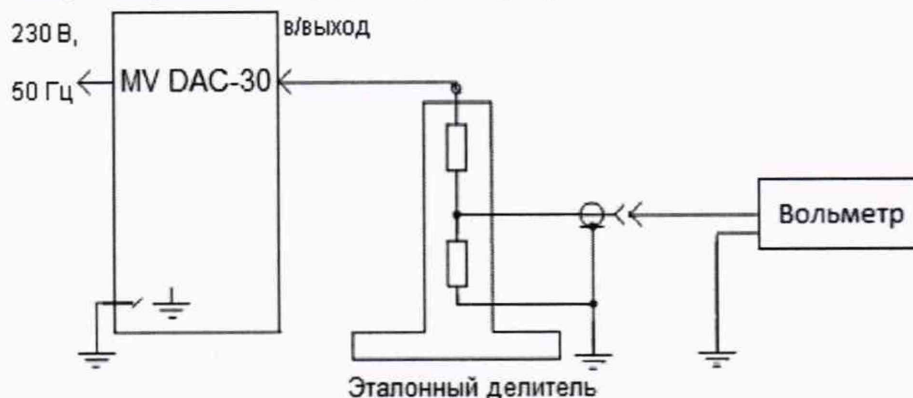 230 В,
50 Гц
MV DAC-30
в/выход
Вольметр
Эталонный делитель